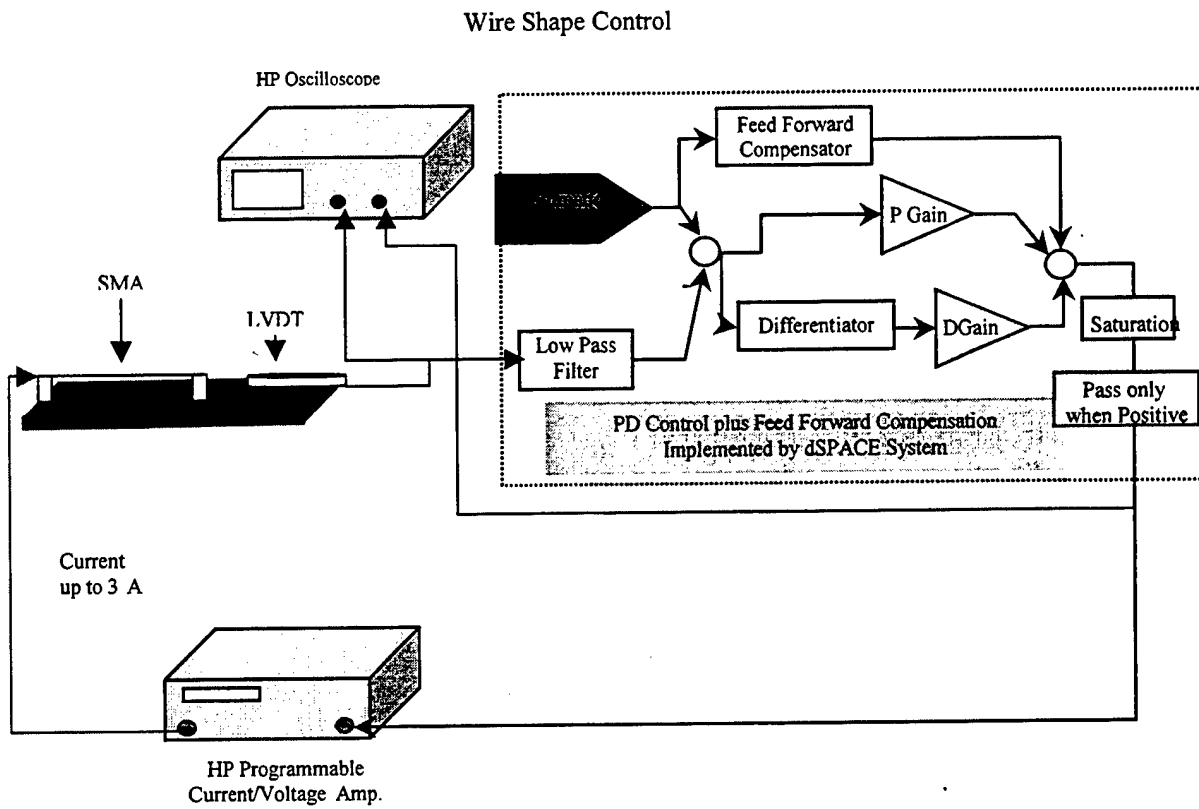 Wire Shape Control
HP Oscilloscope
Feed Forward
Compensator
P Gain
SMA
LVDT
Low Pass
Filter
Differentiator
DGain
Saturation
Pass only
when Positive
PD Control plus Feed Forward Compensation
Implemented by dSPACE System
Current
up to 3 A
HP Programmable
Current/Voltage Amp.